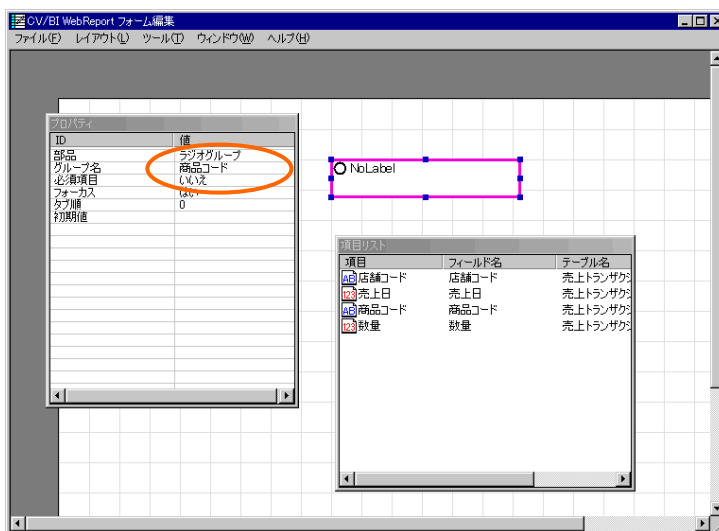 CV/BI WebReport フォーム編集
ファイル(F) レイアウト(L) ツール(T) ウィンドウ(W) ヘルプ(H)
プロパティ
ID 値
部品 ラジオグループ
グループ名 商品コード
必須項目 いいえ
フォーカス はい
タブ順 0
初期値
NoLabel
項目リスト
項目 フィールド名 テーブル名
AB 店舗コード 店舗コード 売上トランザクシ
123 売上日 売上日 売上トランザクシ
AB 商品コード 商品コード 売上トランザクシ
123 数量 数量 売上トランザクシ